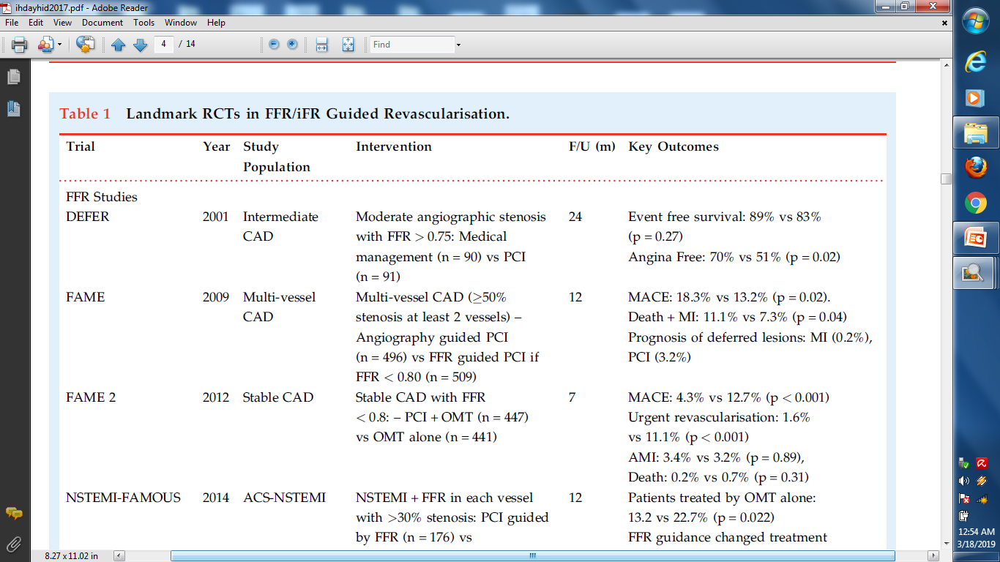 ihdayhid2017.pdf - Adobe Reader
File Edit View Document Tools Window Help
4 / 14 Find
Table 1 Landmark RCTs in FFR/iFR Guided Revascularisation.
Trial Year Study Population Intervention F/U (m) Key Outcomes
FFR Studies
DEFER 2001 Intermediate Moderate angiographic stenosis 24 Event free survival: 89% vs 83%
CAD with FFR > 0.75: Medical (p = 0.27)
management (n = 90) vs PCI Angina Free: 70% vs 51% (p = 0.02)
(n = 91)
FAME 2009 Multi-vessel Multi-vessel CAD (≥50% 12 MACE: 18.3% vs 13.2% (p = 0.02).
CAD stenosis at least 2 vessels) – Death + MI: 11.1% vs 7.3% (p = 0.04)
Angiography guided PCI Prognosis of deferred lesions: MI (0.2%),
(n = 496) vs FFR guided PCI if PCI (3.2%)
FFR < 0.80 (n = 509)
FAME 2 2012 Stable CAD Stable CAD with FFR 7 MACE: 4.3% vs 12.7% (p < 0.001)
< 0.8: – PCI + OMT (n = 447) Urgent revascularisation: 1.6%
vs OMT alone (n = 441) vs 11.1% (p < 0.001)
AMI: 3.4% vs 3.2% (p = 0.89),
Death: 0.2% vs 0.7% (p = 0.31)
NSTEMI-FAMOUS 2014 ACS-NSTEMI NSTEMI + FFR in each vessel 12 Patients treated by OMT alone:
with >30% stenosis: PCI guided 13.2 vs 22.7% (p = 0.022)
by FFR (n = 176) vs FFR guidance changed treatment
8.27 x 11.02 in
12:54 AM
3/18/2019